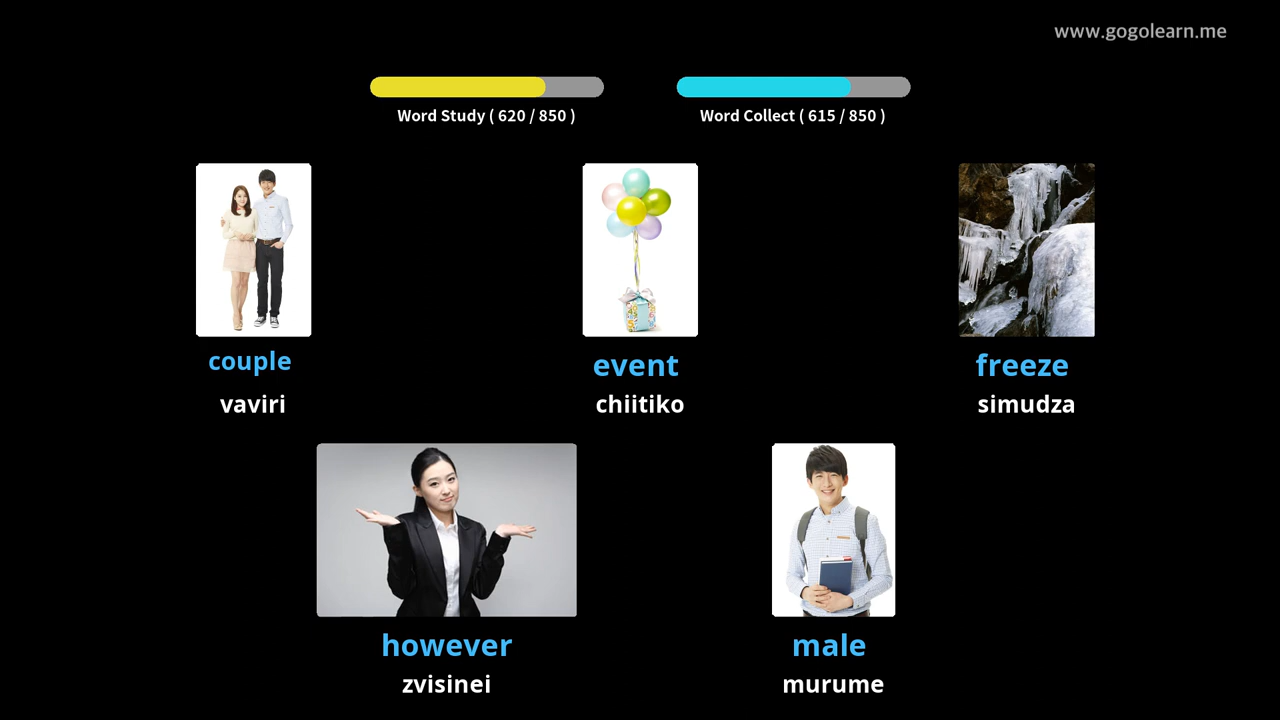 www.gogolearn.me
Word Study ( 620 / 850 )
Word Collect ( 615 / 850 )
couple
event
freeze
vaviri
chiitiko
simudza
however
male
zvisinei
murume